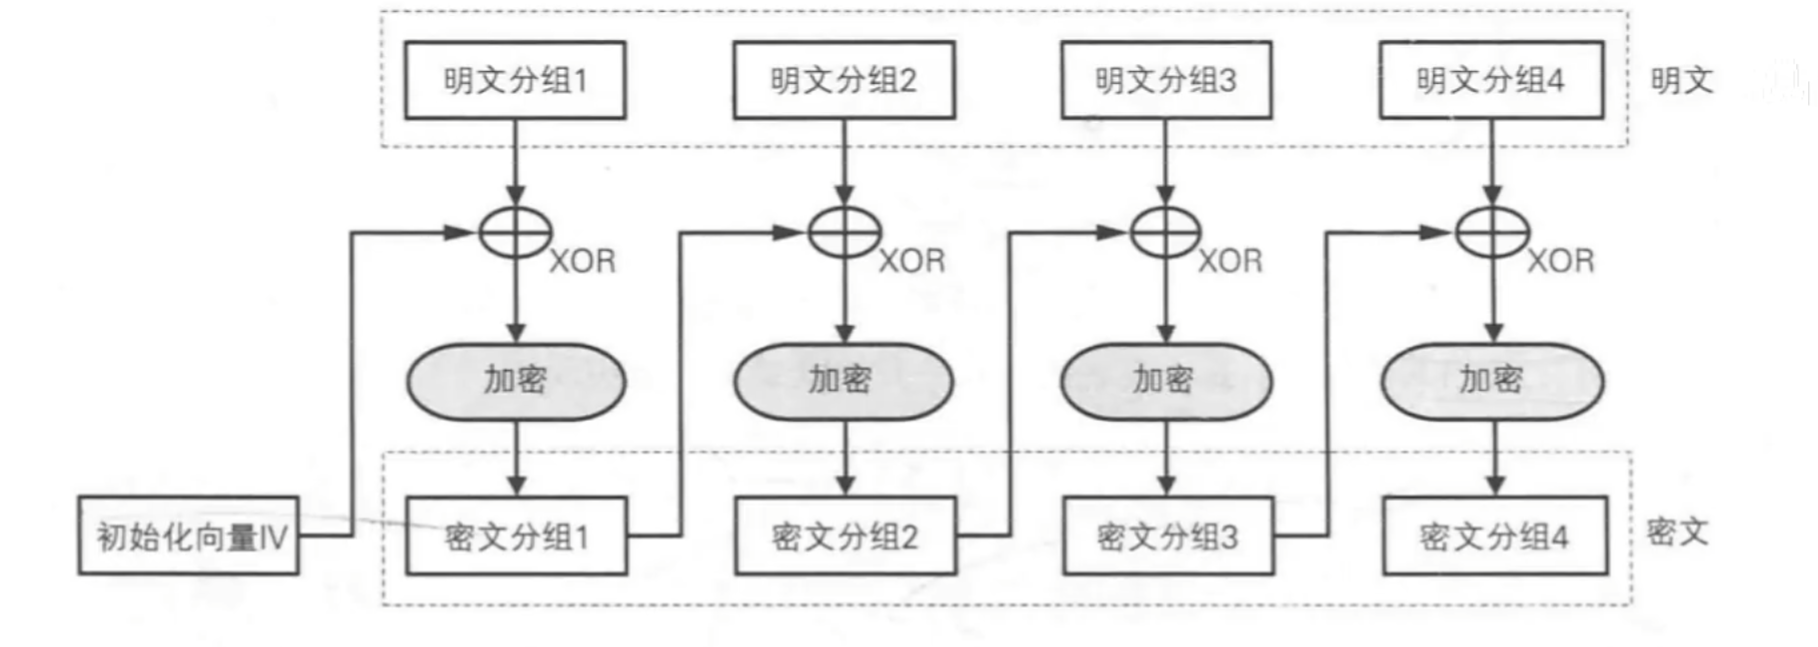 明文分组1 明文分组2 明文分组3 明文分组4 明文
XOR XOR XOR XOR
加密 加密 加密 加密
初始化向量IV 密文分组1 密文分组2 密文分组3 密文分组4 密文